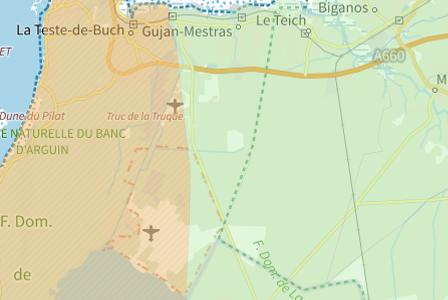 Biganos
Le Teich
La Teste-de-Buch
Gujan-Mestras
A660
Dune du Pilat
Truc de la Truque
E NATURELLE DU BANC
D'ARGUIN
F. Dom.
de
F. Dom. de Lo
ET
M